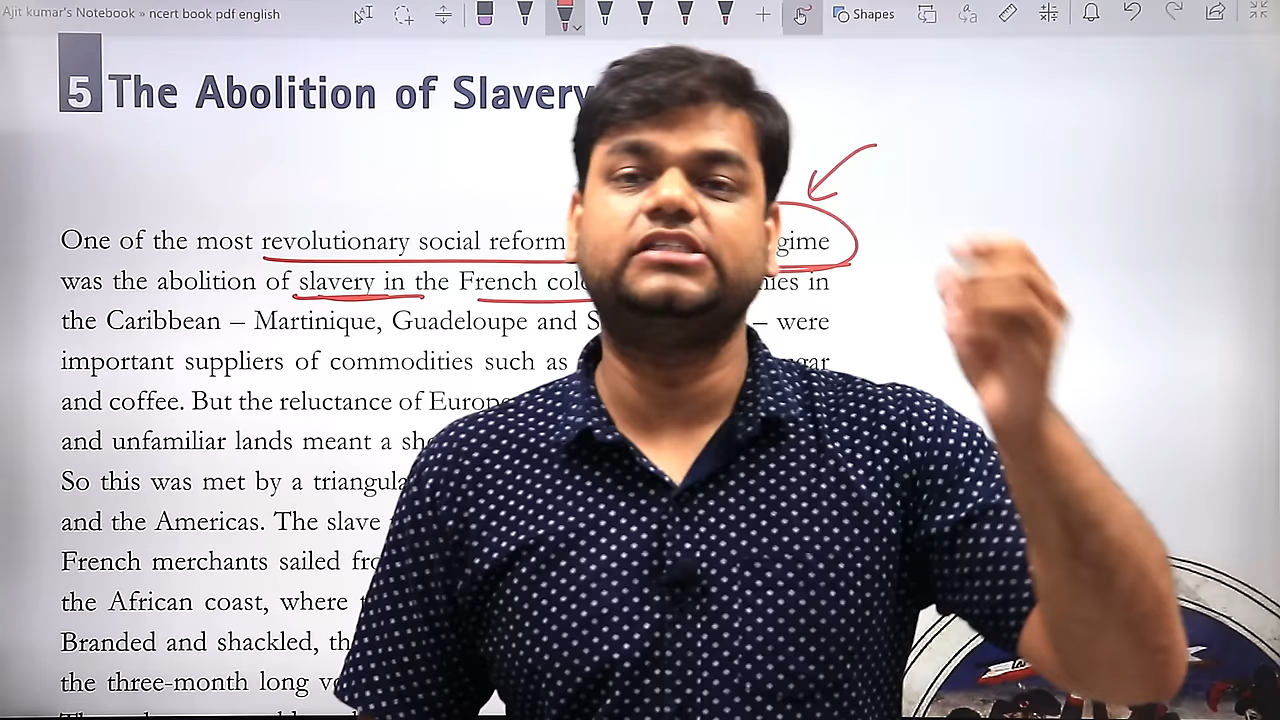 Ajit kumar's Notebook » ncert book pdf english
Shapes
5 The Abolition of Slavery
One of the most revolutionary social reform gime
was the abolition of slavery in the French colo nies in
the Caribbean – Martinique, Guadeloupe and S – were
important suppliers of commodities such as gar
and coffee. But the reluctance of Europe
and unfamiliar lands meant a sho
So this was met by a triangula
and the Americas. The slave
French merchants sailed fro
the African coast, where
Branded and shackled, th
the three-month long vo